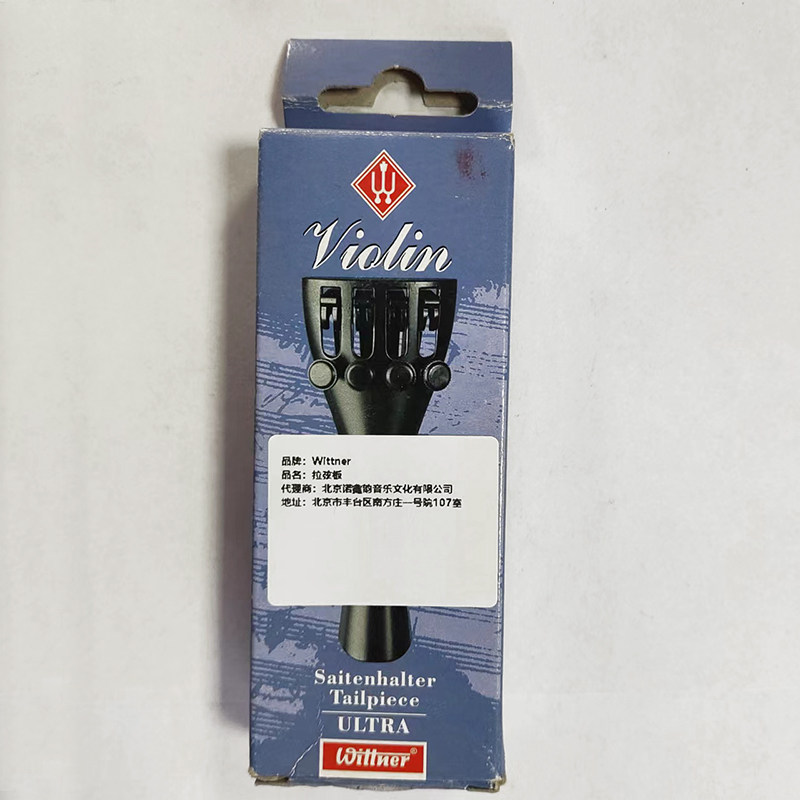 Violin
品牌：Wittner
品名：拉弦板
代理商：北京诺鑫韵音乐文化有限公司
地址：北京市丰台区南方庄一号院107室
Saitenhalter
Tailpiece
ULTRA
Wittner®